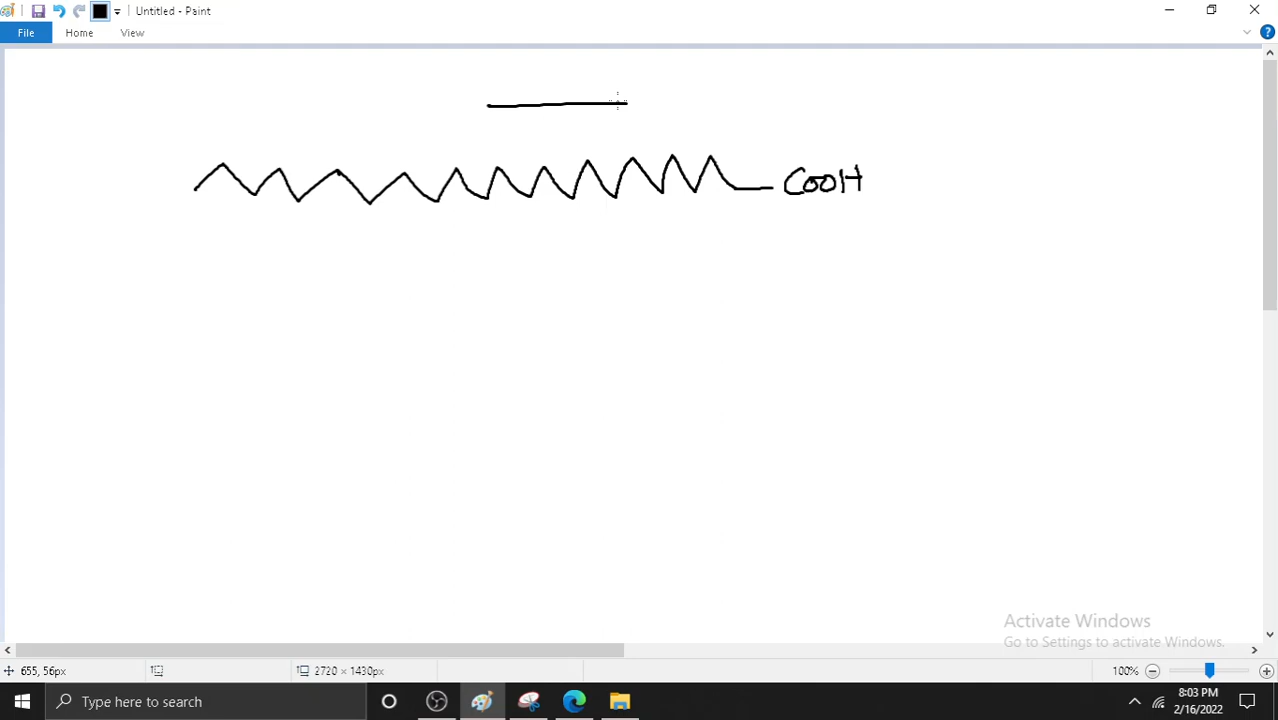 Untitled - Paint
File Home View
COOH
Activate Windows
Go to Settings to activate Windows.
655, 56px
2720 × 1430px
100%
Type here to search
8:03 PM
2/16/2022